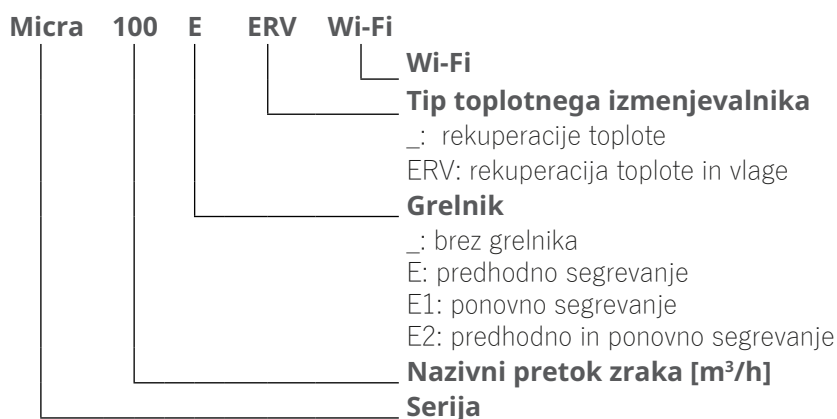 Micra 100 E ERV Wi-Fi
Wi-Fi
Tip toplotnega izmenjevalnika
_: rekuperacije toplote
ERV: rekuperacija toplote in vlage
Grelnik
_: brez grelnika
E: predhodno segrevanje
E1: ponovno segrevanje
E2: predhodno in ponovno segrevanje
Nazivni pretok zraka [m³/h]
Serija